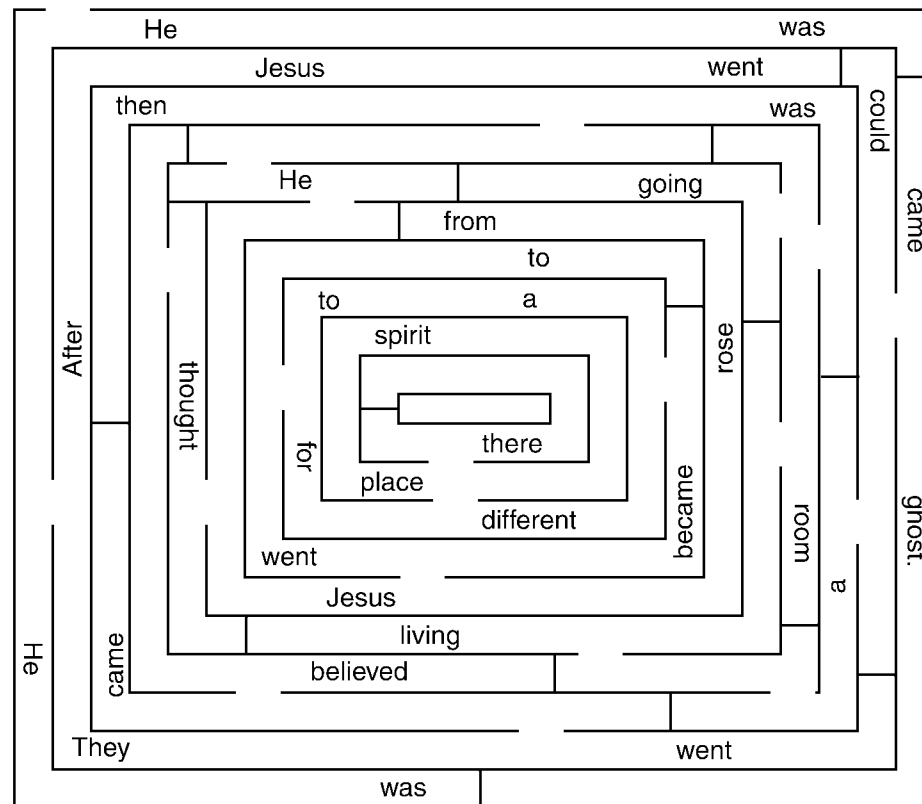 He was
Jesus went
then was
could
came
He going
from
to
to a
spirit
After
thought
rose
for
there
place
different
became
room
gnost.
went
Jesus
a
living
He
came
believed
They went
was